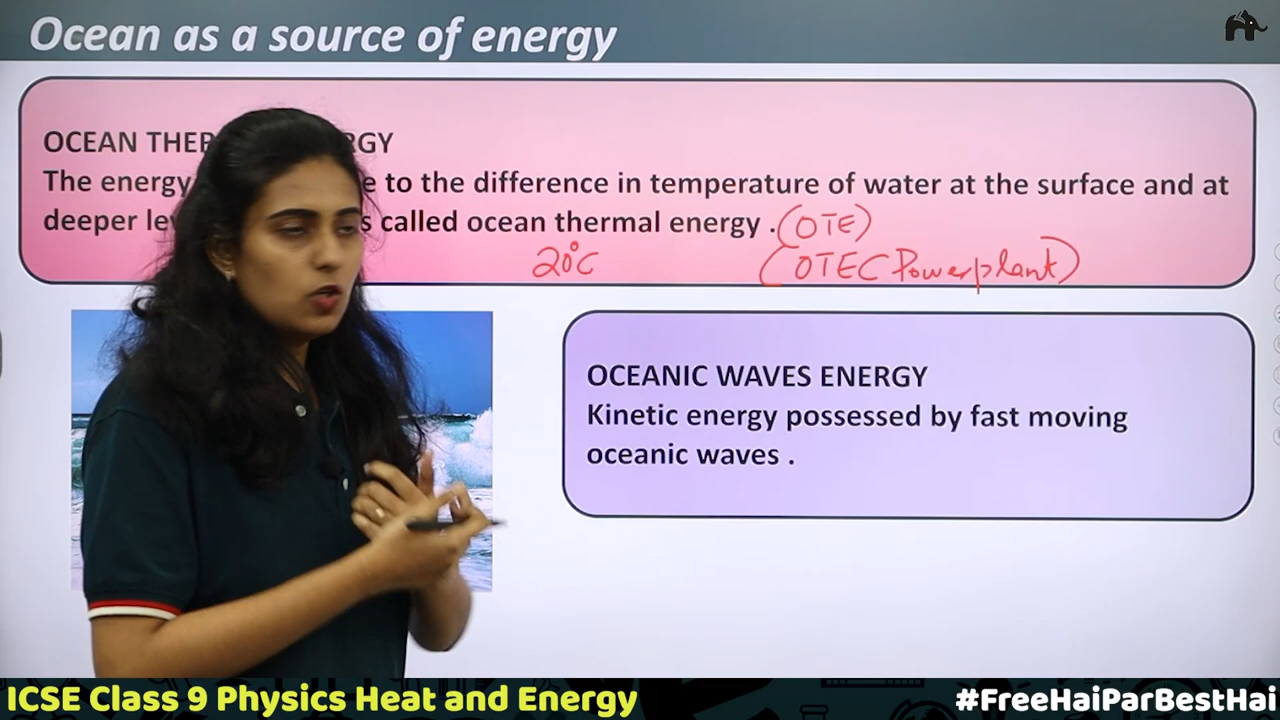 Ocean as a source of energy
OCEAN THER RGY
The energy e to the difference in temperature of water at the surface and at
deeper lev s called ocean thermal energy . (OTE)
20°C (OTEC Powerplant)
OCEANIC WAVES ENERGY
Kinetic energy possessed by fast moving
oceanic waves .
ICSE Class 9 Physics Heat and Energy #FreeHaiParBestHai